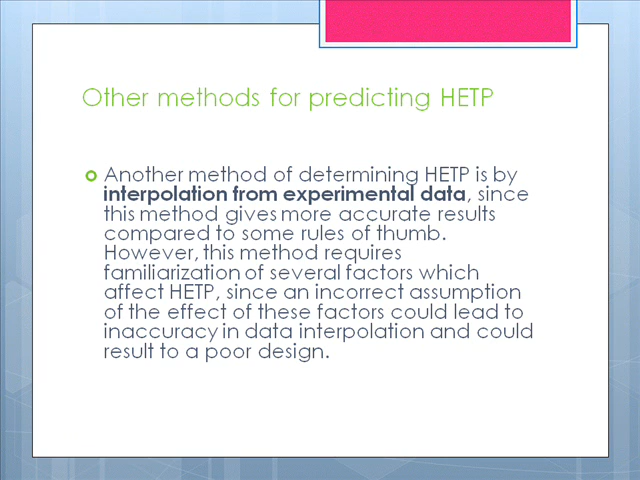 Other methods for predicting HETP
Another method of determining HETP is by
interpolation from experimental data, since
this method gives more accurate results
compared to some rules of thumb.
However, this method requires
familiarization of several factors which
affect HETP, since an incorrect assumption
of the effect of these factors could lead to
inaccuracy in data interpolation and could
result to a poor design.